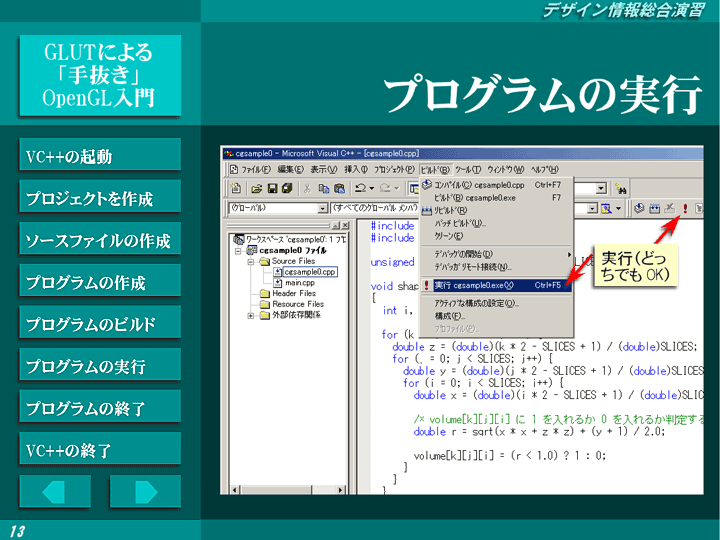 デザイン情報総合演習
GLUTによる
「手抜き」
OpenGL入門
プログラムの実行
VC++の起動
プロジェクトを作成
ソースファイルの作成
プログラムの作成
プログラムのビルド
プログラムの実行
プログラムの終了
VC++の終了
cgsample0 - Microsoft Visual C++ - [cgsample0.cpp]
ファイル(F) 編集(E) 表示(V) 挿入(I) プロジェクト(P) ビルド(B) ツール(T) ウィンドウ(W) ヘルプ(H)
(グローバル)
(すべてのグローバル メンバ
コンパイル(C) cgsample0.cpp Ctrl+F7
ビルド(B) cgsample0.exe F7
リビルド(R)
バッチ ビルド(U)...
クリーン(E)
デバッグの開始(D)
デバッガ リモート接続(N)...
実行 cgsample0.exe(X) Ctrl+F5
アクティブな構成の設定(O)...
構成(F)...
プロファイル(P)...
実行(どっ
ちでも OK)
ワークスペース 'cgsample0': 1 プロ
cgsample0 ファイル
Source Files
cgsample0.cpp
main.cpp
Header Files
Resource Files
外部依存関係
#include
#include
unsigned
void shap
{
int i,
for (k
double z = (double)(k * 2 - SLICES + 1) / (double)SLICES;
for (j = 0; j < SLICES; j++) {
double y = (double)(j * 2 - SLICES + 1) / (double)SLICES
for (i = 0; i < SLICES; i++) {
double x = (double)(i * 2 - SLICES + 1) / (double)SLIC
/* volume[k][j][i] に 1 を入れるか 0 を入れるか判定する
double r = sqrt(x * x + z * z) + (y + 1) / 2.0;
volume[k][j][i] = (r < 1.0) ? 1 : 0;
}
}
}
13